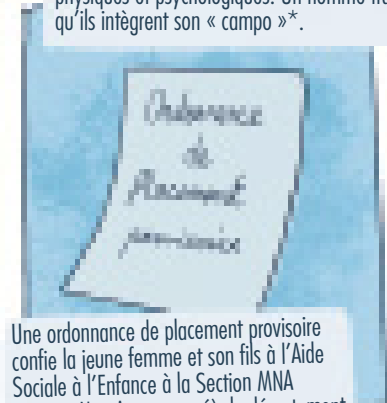 qu'ils intègrent son « campo »*.
Ordonnance
de
Placement
provisoire
Une ordonnance de placement provisoire
confie la jeune femme et son fils à l'Aide
Sociale à l'Enfance à la Section MNA